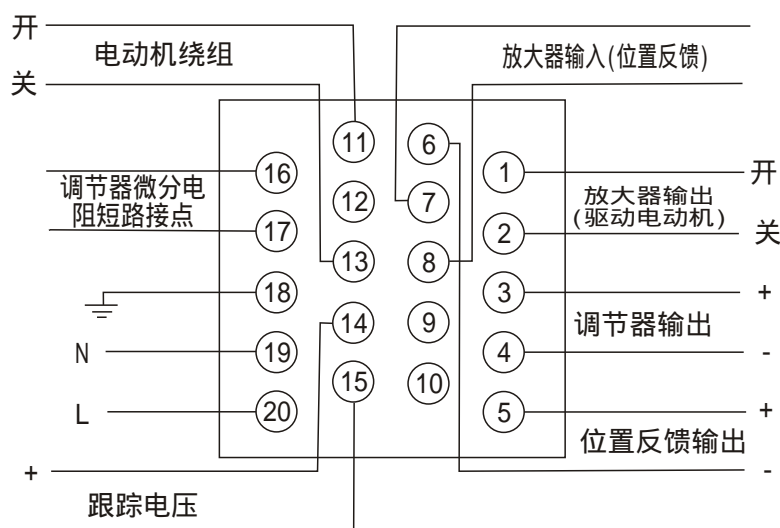 开
电动机绕组
关
放大器输入(位置反馈)
11
6
16
1
开
调节器微分电
阻短路接点
12
7
放大器输出
(驱动电动机)
17
2
关
13
8
18
3
+
14
9
调节器输出
N
19
4
-
15
10
L
20
5
+
位置反馈输出
+
-
跟踪电压